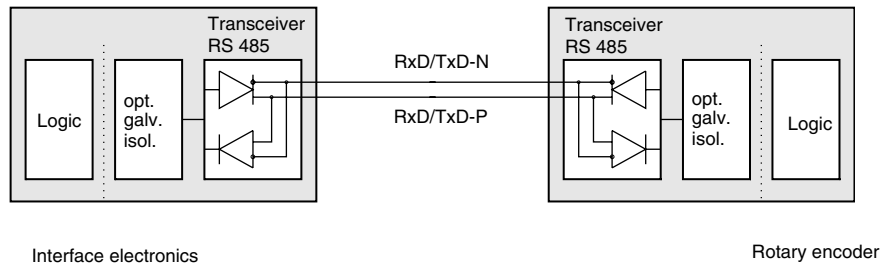 Transceiver
RS 485
Logic
opt.
galv.
isol.
RxD/TxD-N
RxD/TxD-P
Transceiver
RS 485
opt.
galv.
isol.
Logic
Interface electronics
Rotary encoder